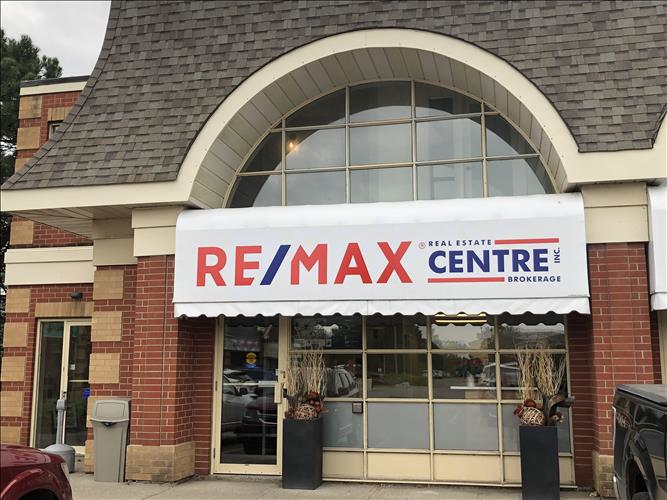 RE/MAX®
REAL ESTATE
CENTRE INC.
BROKERAGE